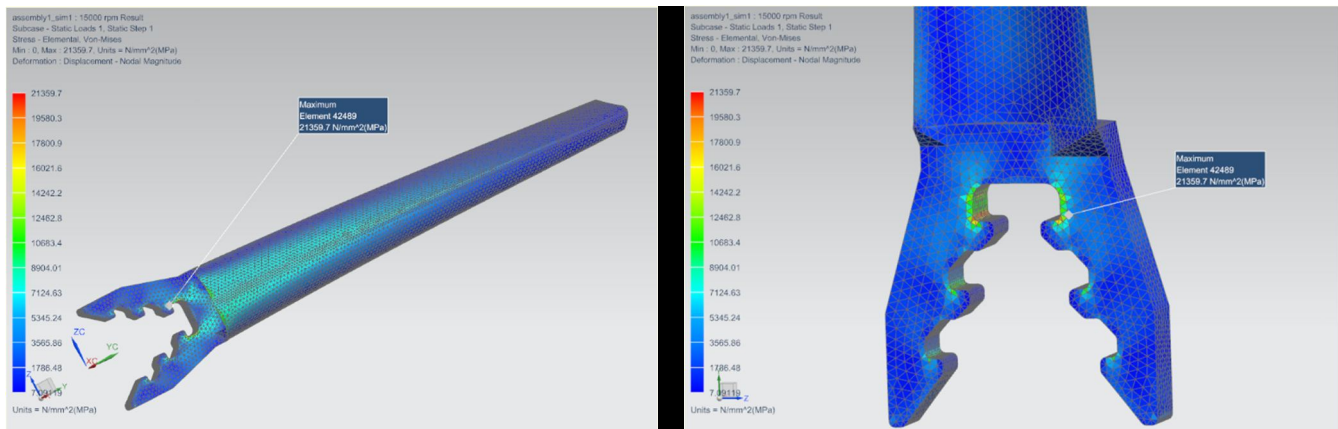 assembly1_sim1 : 15000 rpm Result
Subcase - Static Loads 1, Static Step 1
Stress - Elemental, Von-Mises
Min : 0, Max : 21359.7, Units = N/mm^2(MPa)
Deformation : Displacement - Nodal Magnitude
21359.7
19580.3
17800.9
16021.6
14242.2
12462.8
10683.4
8904.01
7124.63
5345.24
3565.86
1786.48
Units = N/mm^2(MPa)
Maximum
Element 42489
21359.7 N/mm^2(MPa)
ZC
YC
XC
Z
Y
assembly1_sim1 : 15000 rpm Result
Subcase - Static Loads 1, Static Step 1
Stress - Elemental, Von-Mises
Min : 0, Max : 21359.7, Units = N/mm^2(MPa)
Deformation : Displacement - Nodal Magnitude
21359.7
19580.3
17800.9
16021.6
14242.2
12462.8
10683.4
8904.01
7124.63
5345.24
3565.86
1786.48
Units = N/mm^2(MPa)
Maximum
Element 42489
21359.7 N/mm^2(MPa)
Z